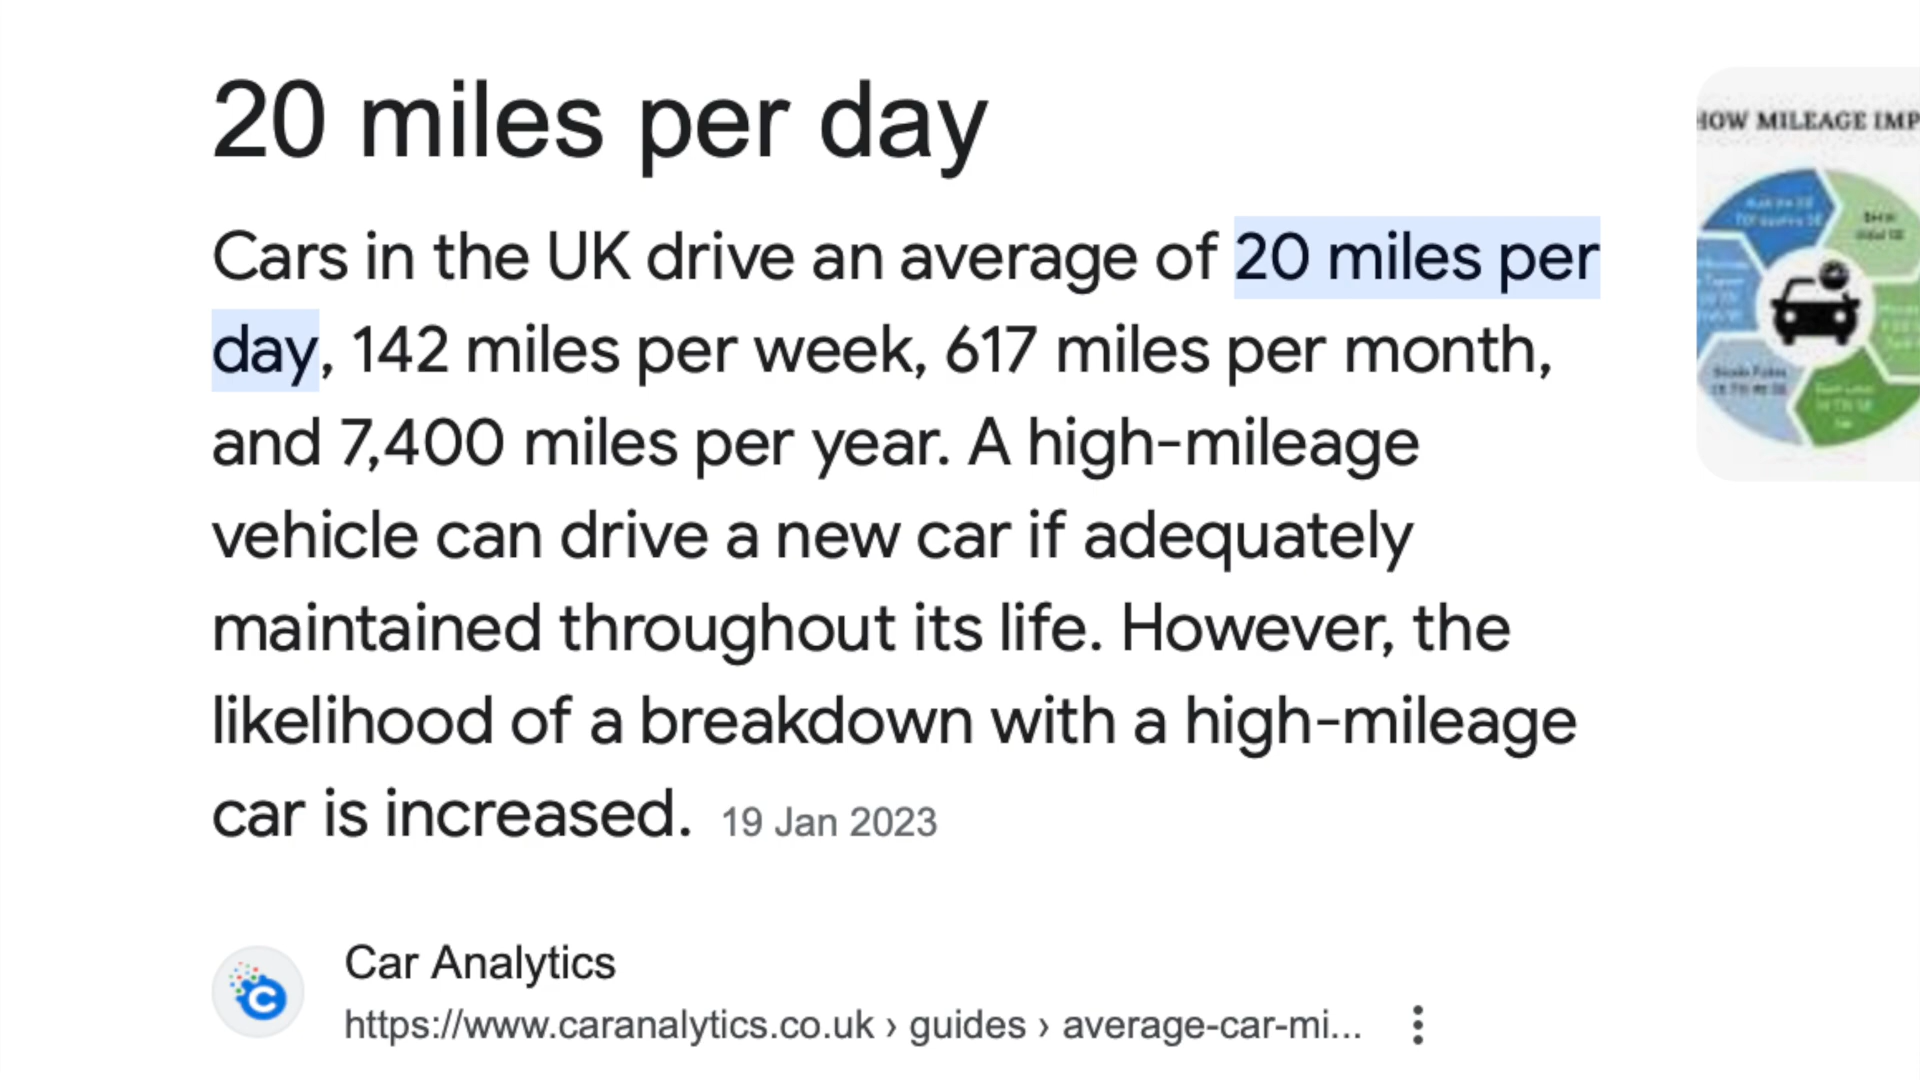 20 miles per day
Cars in the UK drive an average of 20 miles per
day, 142 miles per week, 617 miles per month,
and 7,400 miles per year. A high-mileage
vehicle can drive a new car if adequately
maintained throughout its life. However, the
likelihood of a breakdown with a high-mileage
car is increased. 19 Jan 2023
Car Analytics
https://www.caranalytics.co.uk › guides › average-car-mi...
HOW MILEAGE IMP